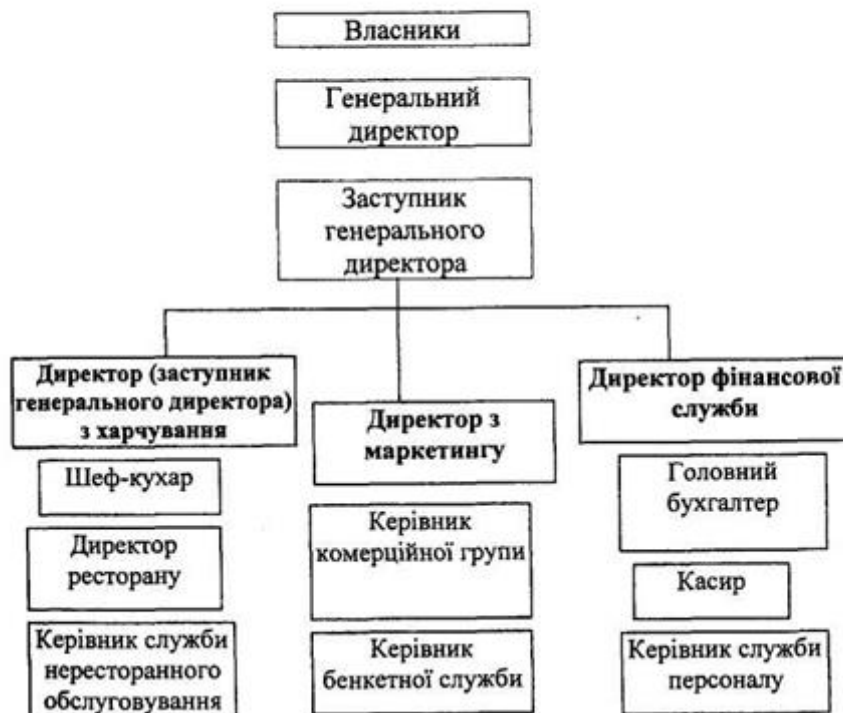 Власники
Генеральний
директор
Заступник
генерального
директора
Директор (заступник
генерального директора)
з харчування
Шеф-кухар
Директор
ресторану
Керівник служби
нересторанного
обслуговування
Директор з
маркетингу
Керівник
комерційної групи
Керівник
бенкетної служби
Директор фінансової
служби
Головний
бухгалтер
Касир
Керівник служби
персоналу